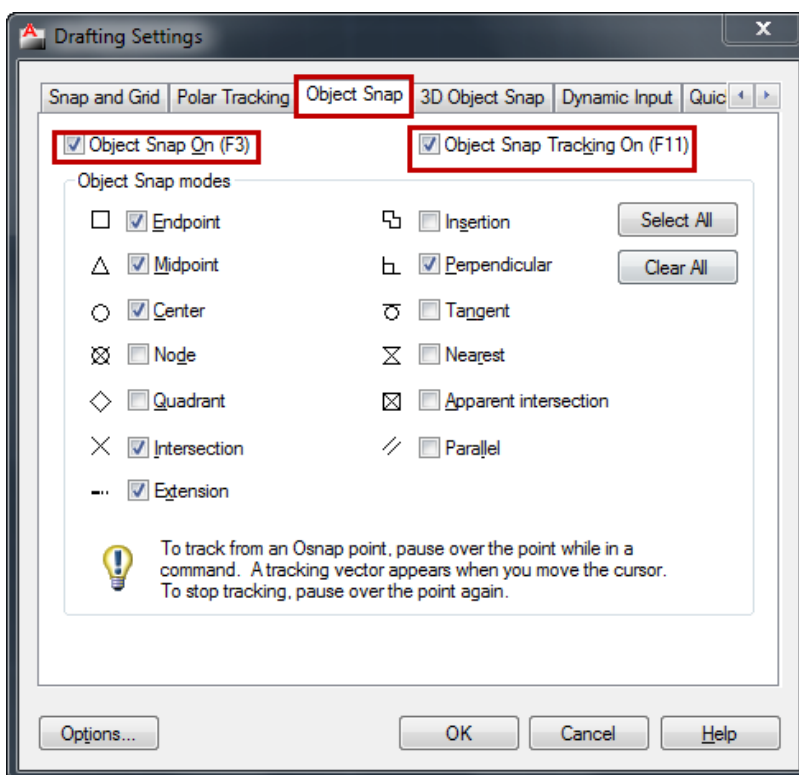 Drafting Settings
X
Snap and Grid Polar Tracking Object Snap 3D Object Snap Dynamic Input Quic
Object Snap On (F3) Object Snap Tracking On (F11)
Object Snap modes
Endpoint Insertion Select All
Midpoint Perpendicular Clear All
Center Tangent
Node Nearest
Quadrant Apparent intersection
Intersection Parallel
Extension
To track from an Osnap point, pause over the point while in a
command. A tracking vector appears when you move the cursor.
To stop tracking, pause over the point again.
Options... OK Cancel Help